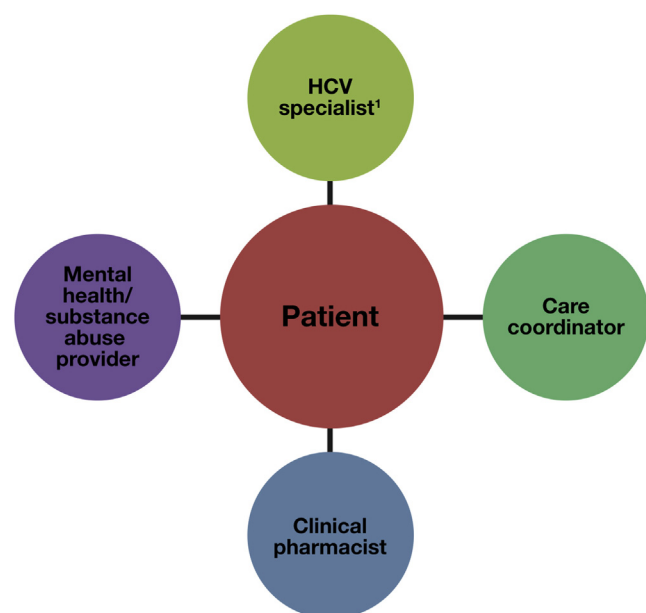 HCV
specialist¹
Mental
health/
substance
abuse
provider
Patient
Care
coordinator
Clinical
pharmacist